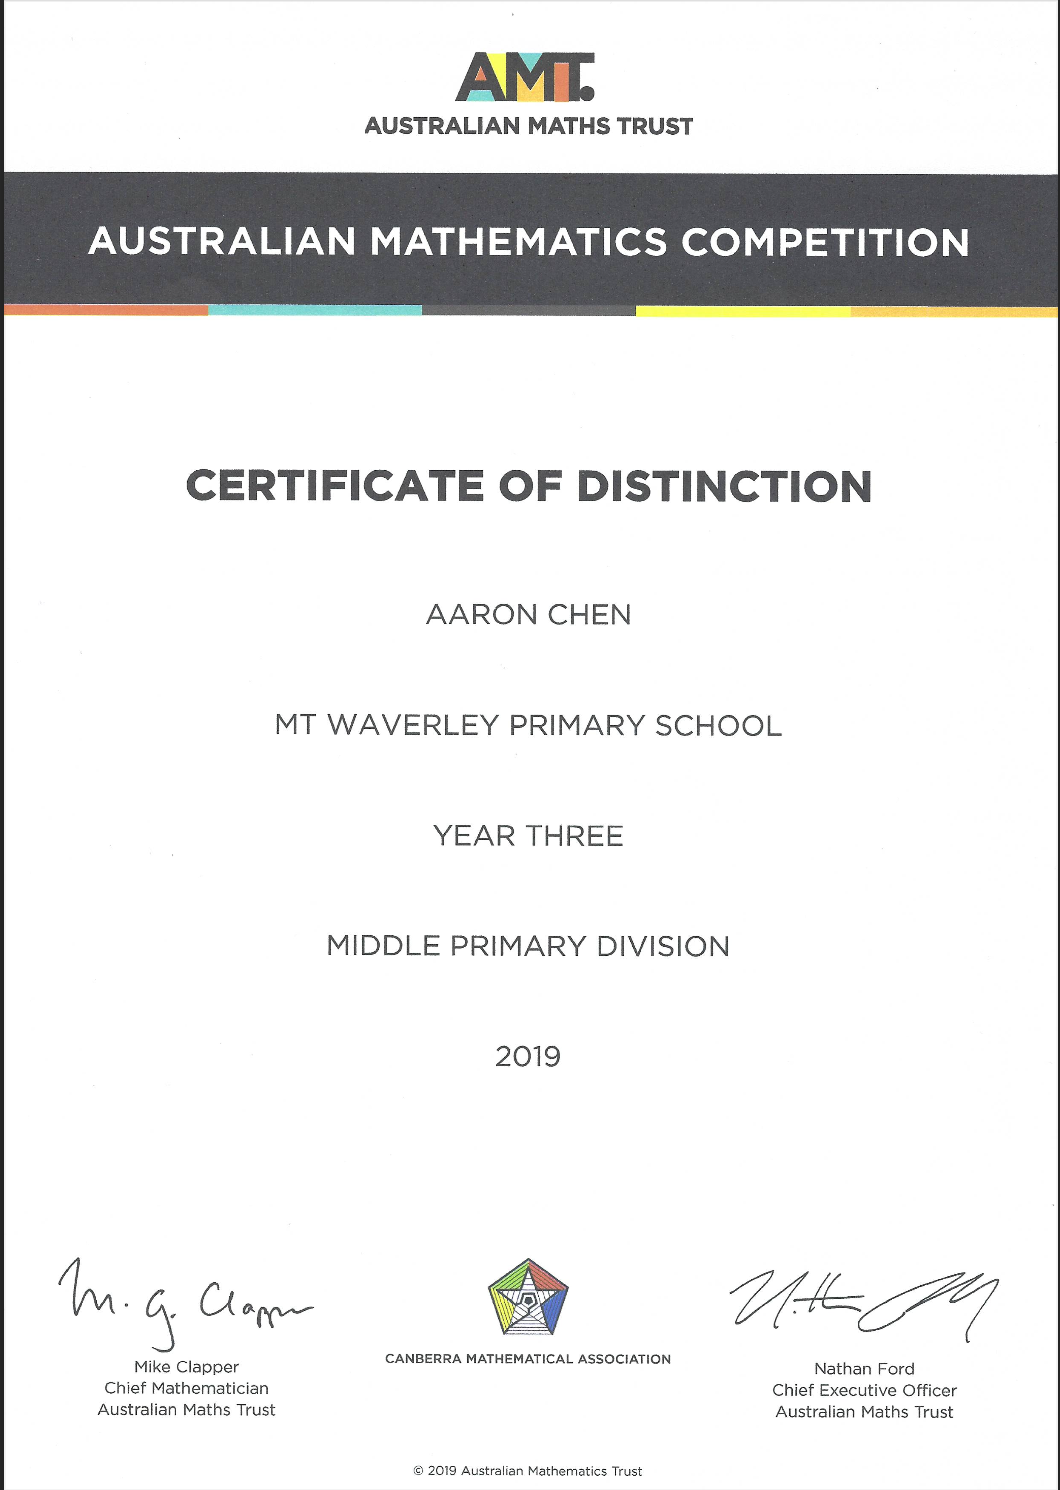 AMT.
AUSTRALIAN MATHS TRUST
AUSTRALIAN MATHEMATICS COMPETITION
CERTIFICATE OF DISTINCTION
AARON CHEN
MT WAVERLEY PRIMARY SCHOOL
YEAR THREE
MIDDLE PRIMARY DIVISION
2019
M. G. Clapper
Mike Clapper
Chief Mathematician
Australian Maths Trust
CANBERRA MATHEMATICAL ASSOCIATION
Nathan Ford
Chief Executive Officer
Australian Maths Trust
© 2019 Australian Mathematics Trust